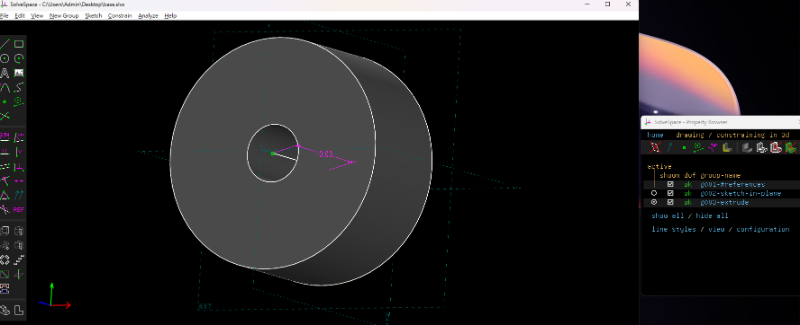 SolveSpace - C:\Users\Admin\Desktop\base.slvs
File Edit View New Group Sketch Constrain Analyze Help
REF
SolveSpace - Property Browser
home drawing / constraining in 3d
active
shown dof group-name
ok g001-#references
ok g002-sketch-in-plane
ok g003-extrude
show all / hide all
line styles / view / configuration